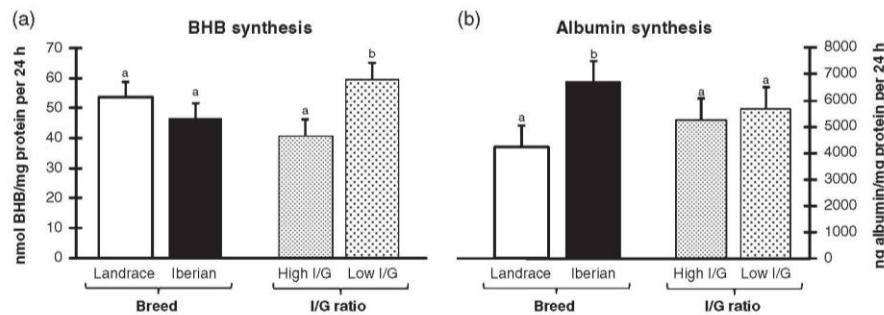 (a)
BHB synthesis
nmol BHB/mg protein per 24 h
70
60
50
40
30
20
10
0
a
a
a
b
Landrace
Iberian
High I/G
Low I/G
Breed
I/G ratio
(b)
Albumin synthesis
a
b
a
a
8000
7000
6000
5000
4000
3000
2000
1000
0
ng albumin/mg protein per 24 h
Landrace
Iberian
High I/G
Low I/G
Breed
I/G ratio